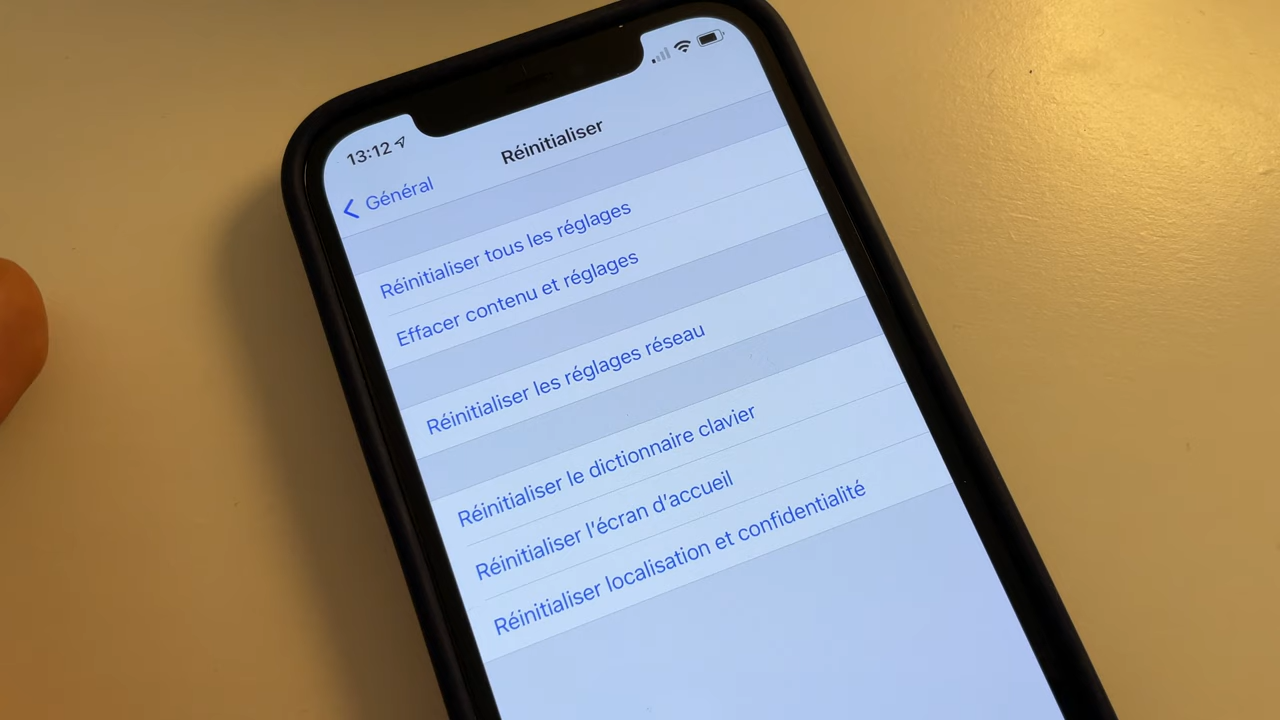 13:12
Réinitialiser
Général
Réinitialiser tous les réglages
Effacer contenu et réglages
Réinitialiser les réglages réseau
Réinitialiser le dictionnaire clavier
Réinitialiser l'écran d'accueil
Réinitialiser localisation et confidentialité